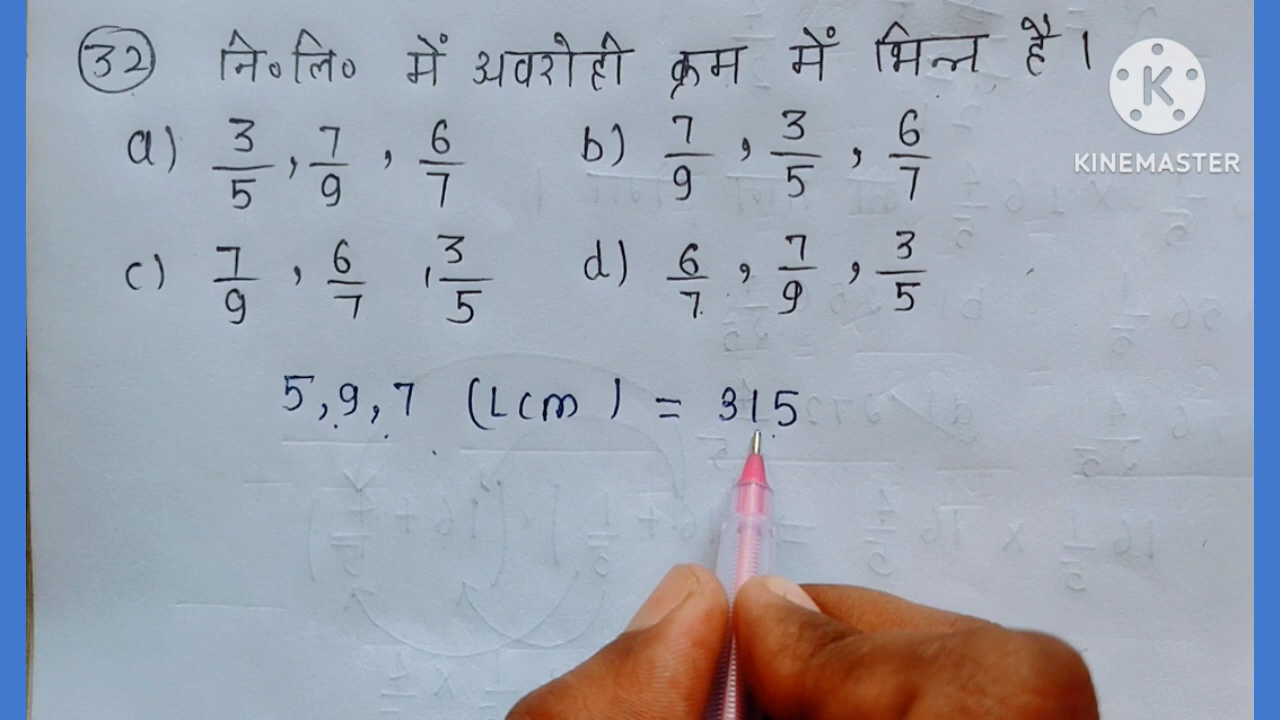 32 नि०लि० में अवरोही क्रम में भिन्न है।
a) 3/5, 7/9, 6/7 b) 7/9, 3/5, 6/7
c) 7/9, 6/7, 3/5 d) 6/7, 7/9, 3/5
5, 9, 7 (Lcm) = 315
K
KINEMASTER